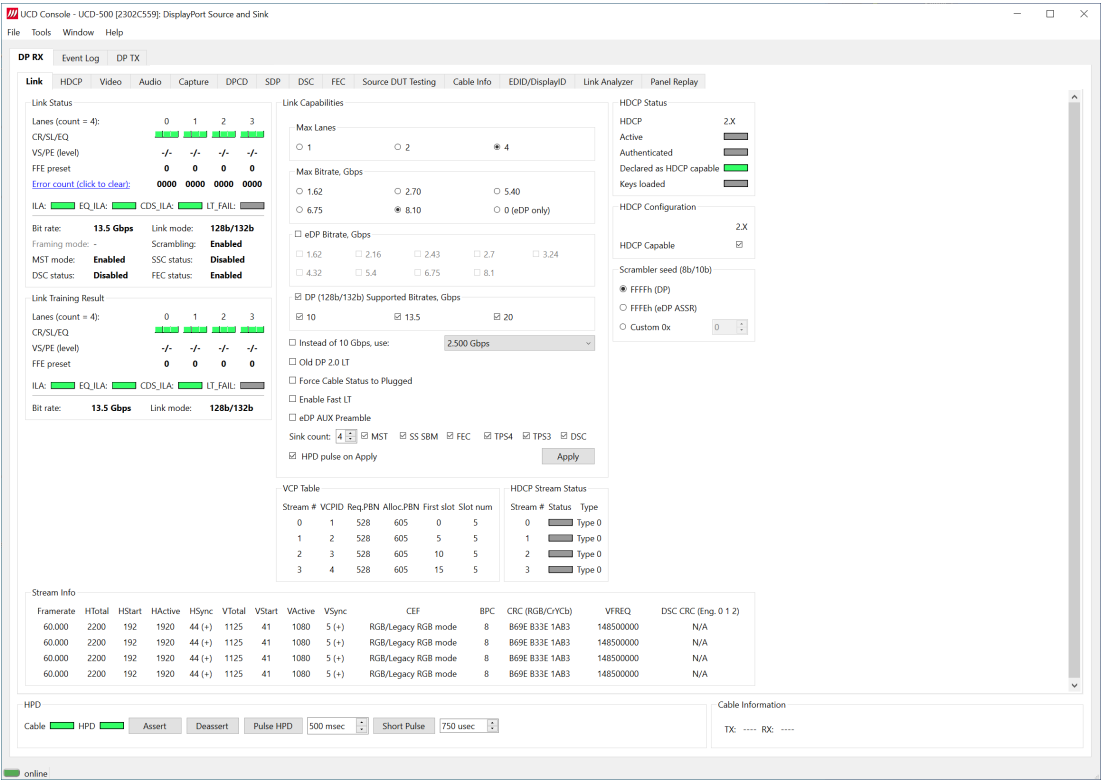 UCD Console - UCD-500 [2302C559]: DisplayPort Source and Sink
File Tools Window Help
DP RX Event Log DP TX
Link HDCP Video Audio Capture DPCD SDP DSC FEC Source DUT Testing Cable Info EDID/DisplayID Link Analyzer Panel Replay
Link Status
Lanes (count = 4): 0 1 2 3
CR/SL/EQ
VS/PE (level) -/- -/- -/- -/-
FFE preset 0 0 0 0
Error count (click to clear): 0000 0000 0000 0000
ILA: EQ_ILA: CDS_ILA: LT_FAIL:
Bit rate: 13.5 Gbps Link mode: 128b/132b
Framing mode: - Scrambling: Enabled
MST mode: Enabled SSC status: Disabled
DSC status: Disabled FEC status: Enabled
Link Training Result
Lanes (count = 4): 0 1 2 3
CR/SL/EQ
VS/PE (level) -/- -/- -/- -/-
FFE preset 0 0 0 0
ILA: EQ_ILA: CDS_ILA: LT_FAIL:
Bit rate: 13.5 Gbps Link mode: 128b/132b
Link Capabilities
Max Lanes
1 2 4
Max Bitrate, Gbps
1.62 2.70 5.40
6.75 8.10 0 (eDP only)
eDP Bitrate, Gbps
1.62 2.16 2.43 2.7 3.24
4.32 5.4 6.75 8.1
DP (128b/132b) Supported Bitrates, Gbps
10 13.5 20
Instead of 10 Gbps, use: 2.500 Gbps
Old DP 2.0 LT
Force Cable Status to Plugged
Enable Fast LT
eDP AUX Preamble
Sink count: 4 MST SS SBM FEC TPS4 TPS3 DSC
HPD pulse on Apply Apply
HDCP Status
HDCP 2.X
Active
Authenticated
Declared as HDCP capable
Keys loaded
HDCP Configuration
2.X
HDCP Capable
Scrambler seed (8b/10b)
FFFFh (DP)
FFFEh (eDP ASSR)
Custom 0x 0
VCP Table
Stream # VCPID Req.PBN Alloc.PBN First slot Slot num
0 1 528 605 0 5
1 2 528 605 5 5
2 3 528 605 10 5
3 4 528 605 15 5
HDCP Stream Status
Stream # Status Type
0 Type 0
1 Type 0
2 Type 0
3 Type 0
Stream Info
Framerate HTotal HStart HActive HSync VTotal VStart VActive VSync CEF BPC CRC (RGB/CrYCb) VFREQ DSC CRC (Eng. 0 1 2)
60.000 2200 192 1920 44 (+) 1125 41 1080 5 (+) RGB/Legacy RGB mode 8 B69E B33E 1AB3 148500000 N/A
60.000 2200 192 1920 44 (+) 1125 41 1080 5 (+) RGB/Legacy RGB mode 8 B69E B33E 1AB3 148500000 N/A
60.000 2200 192 1920 44 (+) 1125 41 1080 5 (+) RGB/Legacy RGB mode 8 B69E B33E 1AB3 148500000 N/A
60.000 2200 192 1920 44 (+) 1125 41 1080 5 (+) RGB/Legacy RGB mode 8 B69E B33E 1AB3 148500000 N/A
HPD
Cable HPD Assert Deassert Pulse HPD 500 msec Short Pulse 750 usec
Cable Information
TX: ---- RX: ----
online